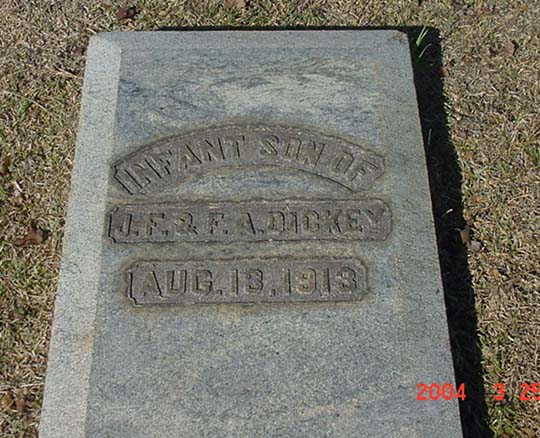 INFANT SON OF
J. F. & F. A. DICKEY
AUG. 13, 1913
2004 3 25